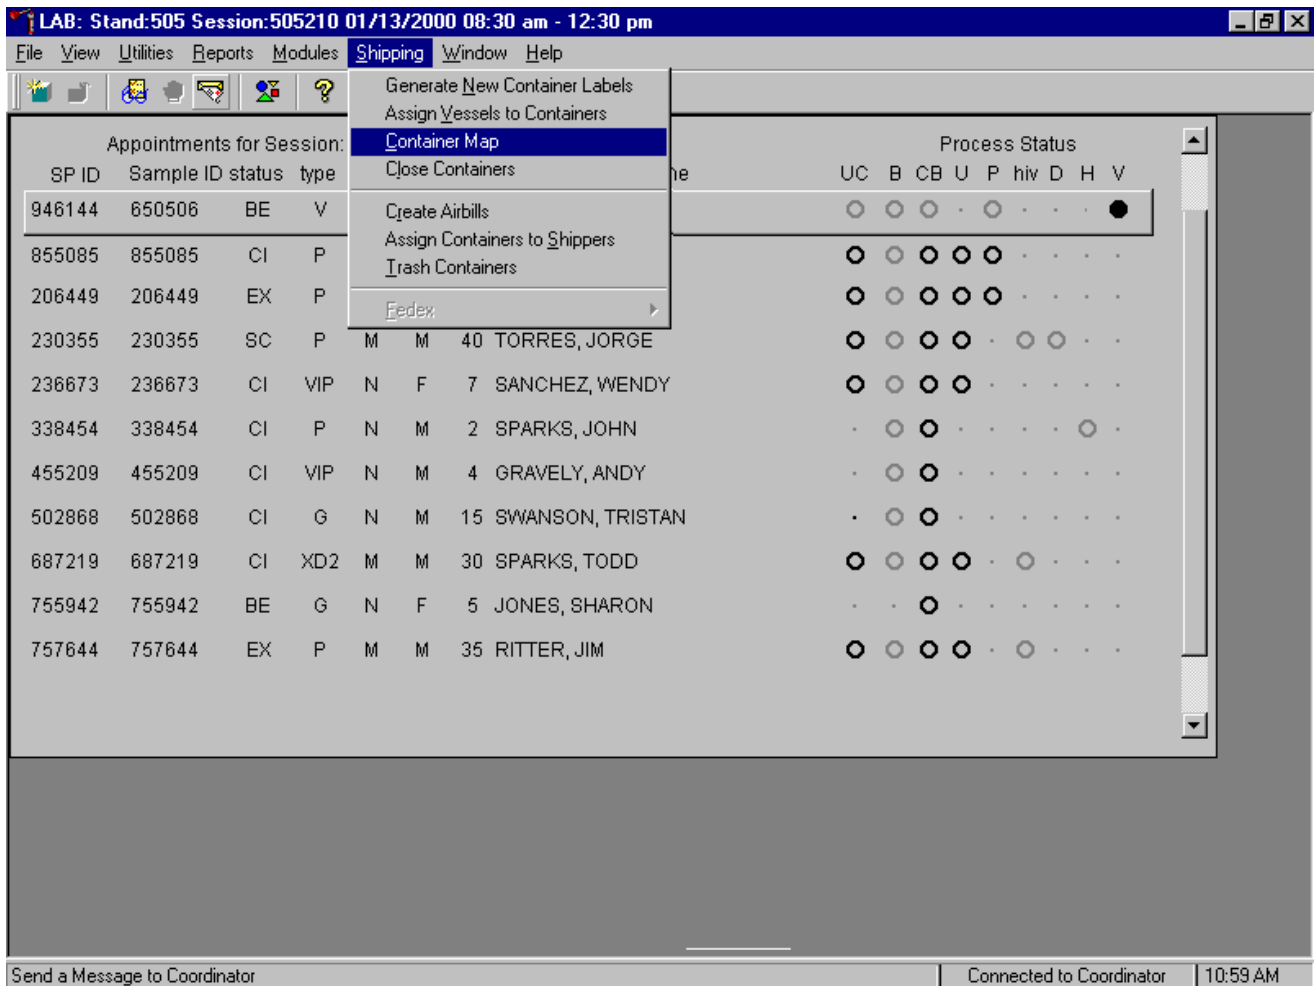 LAB: Stand:505 Session:505210 01/13/2000 08:30 am - 12:30 pm
File View Utilities Reports Modules Shipping Window Help
Generate New Container Labels
Assign Vessels to Containers
Container Map
Close Containers
Create Airbills
Assign Containers to Shippers
Trash Containers
Fedex
Appointments for Session: Process Status
SP ID Sample ID status type ne UC B CB U P hiv D H V
946144 650506 BE V
855085 855085 CI P
206449 206449 EX P
230355 230355 SC P M M 40 TORRES, JORGE
236673 236673 CI VIP N F 7 SANCHEZ, WENDY
338454 338454 CI P N M 2 SPARKS, JOHN
455209 455209 CI VIP N M 4 GRAVELY, ANDY
502868 502868 CI G N M 15 SWANSON, TRISTAN
687219 687219 CI XD2 M M 30 SPARKS, TODD
755942 755942 BE G N F 5 JONES, SHARON
757644 757644 EX P M M 35 RITTER, JIM
Send a Message to Coordinator Connected to Coordinator 10:59 AM